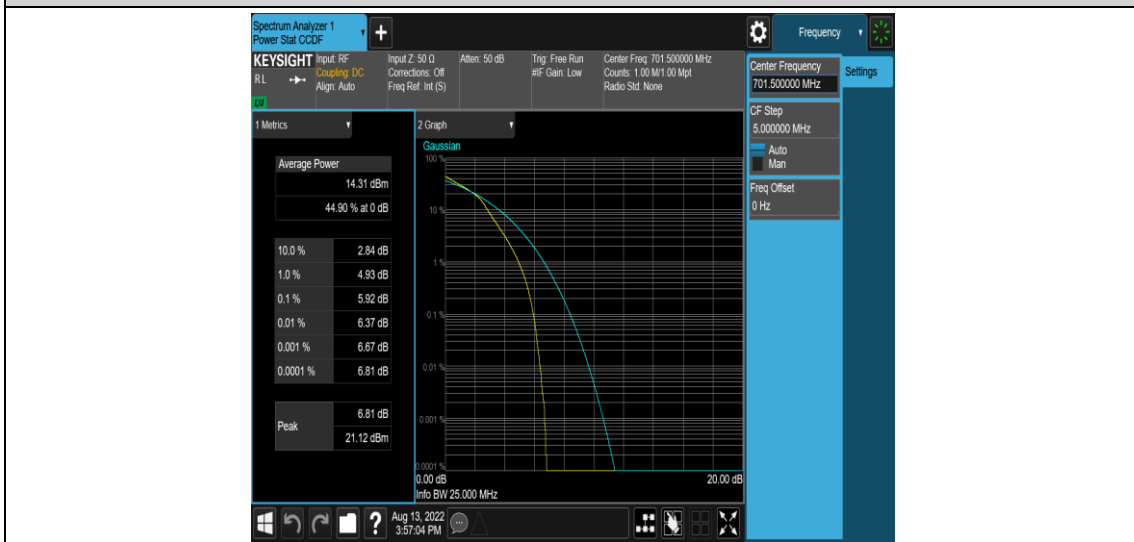 Spectrum Analyzer 1
Power Stat CCDF
Frequency
KEYSIGHT
RL
Input: RF
Coupling: DC
Align: Auto
Input Z: 50 Ω
Corrections: Off
Freq Ref: Int (S)
Atten: 50 dB
Trig: Free Run
#IF Gain: Low
Center Freq: 701.500000 MHz
Counts: 1.00 M/1.00 Mpt
Radio Std: None
Center Frequency
701.500000 MHz
Settings
CF Step
5.000000 MHz
Auto
Man
Freq Offset
0 Hz
1 Metrics
Average Power
14.31 dBm
44.90 % at 0 dB
10.0 % 2.84 dB
1.0 % 4.93 dB
0.1 % 5.92 dB
0.01 % 6.37 dB
0.001 % 6.67 dB
0.0001 % 6.81 dB
Peak
6.81 dB
21.12 dBm
2 Graph
Gaussian
100 %
10 %
1 %
0.1 %
0.01 %
0.001 %
0.0001 %
0.00 dB 20.00 dB
Info BW 25.000 MHz
?
Aug 13, 2022
3:57:04 PM